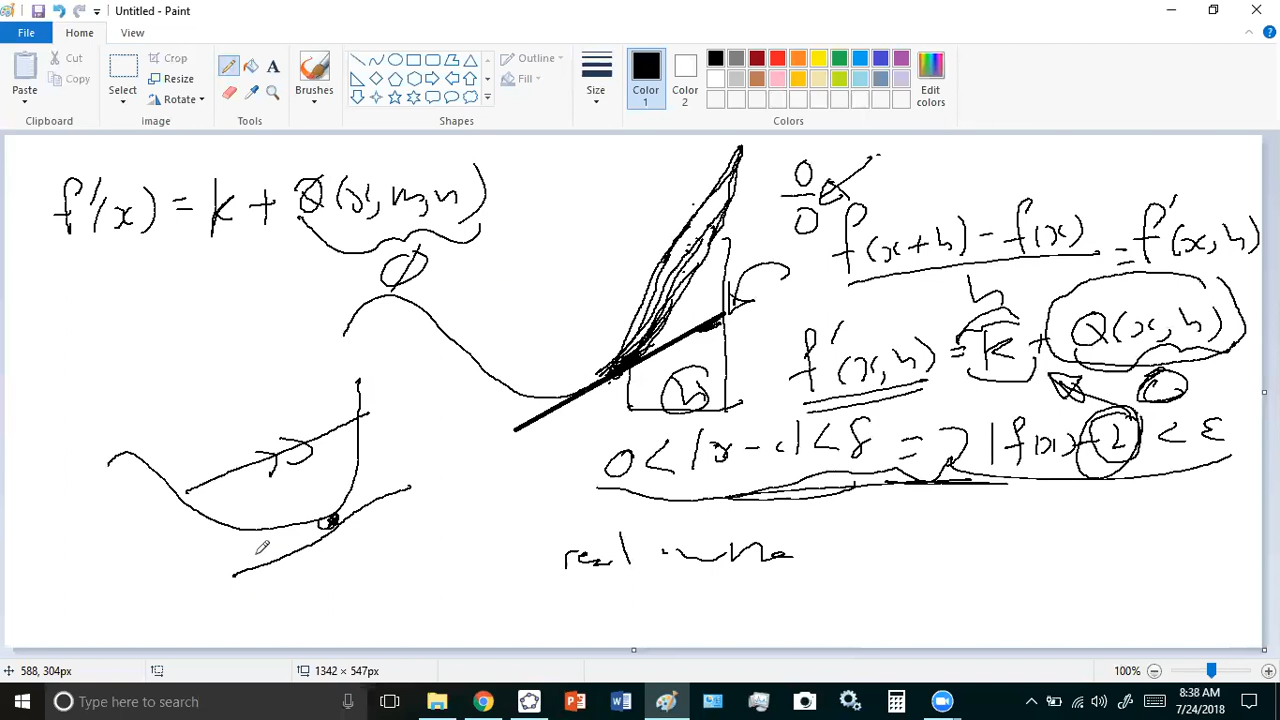 Untitled - Paint
File Home View
Paste Cut Copy
Clipboard
Select Crop Resize Rotate
Image
Tools
Brushes
Shapes
Outline Fill
Size
Color 1
Color 2
Edit colors
Colors
f'(x) = k + Q(x, m, n)
0/0
(f(x+h) - f(x))/h = f'(x,h)
f'(x,h) = k + Q(x,h)
h
0 < |x - c| < δ => |f(x) - L| < ε
real
588, 304px
1342 × 547px
100%
Type here to search
8:38 AM
7/24/2018